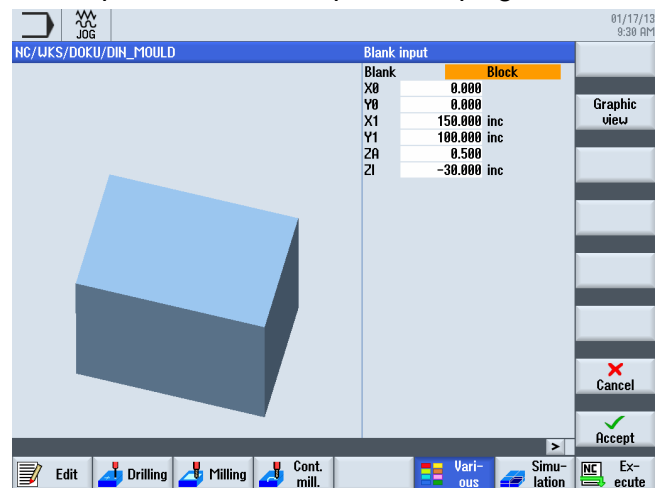 JOG
01/17/13
9:30 AM
NC/WKS/DOKU/DIN_MOULD
Blank input
Blank Block
X0 0.000
Y0 0.000
X1 150.000 inc
Y1 100.000 inc
ZA 0.500
ZI -30.000 inc
Graphic
view
Cancel
Accept
>
Edit
Drilling
Milling
Cont.
mill.
Vari-
ous
Simu-
lation
NC Ex-
ecute